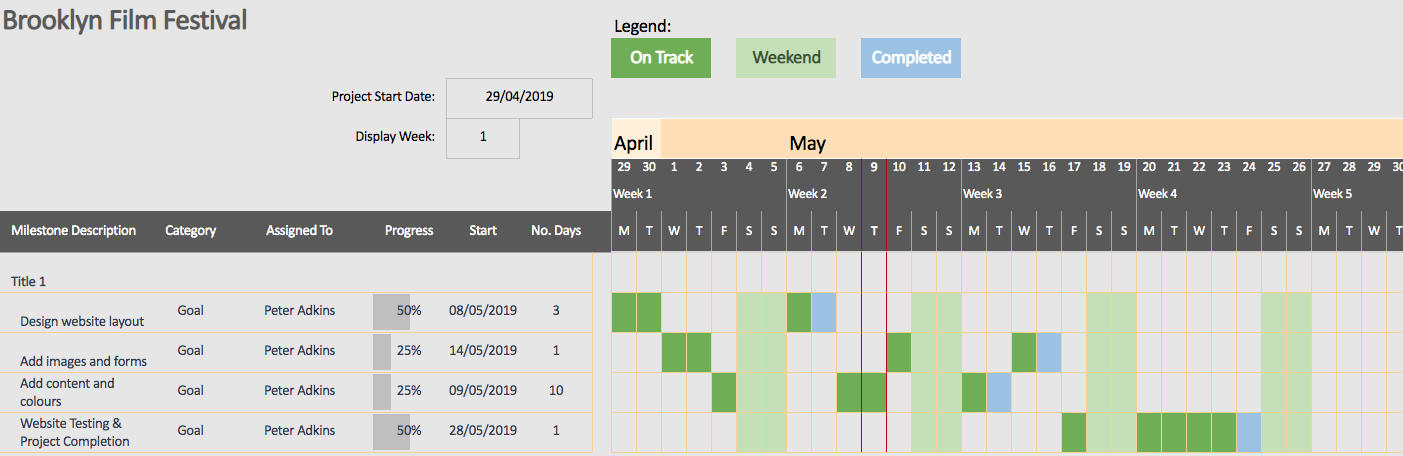 Brooklyn Film Festival
Legend:
On Track Weekend Completed
Project Start Date: 29/04/2019
Display Week: 1
April May
29 30 1 2 3 4 5 6 7 8 9 10 11 12 13 14 15 16 17 18 19 20 21 22 23 24 25 26 27 28 29 30
Week 1 Week 2 Week 3 Week 4 Week 5
Milestone Description Category Assigned To Progress Start No. Days M T W T F S S M T W T F S S M T W T F S S M T W T F S S M T W T
Title 1
Design website layout Goal Peter Adkins 50% 08/05/2019 3
Add images and forms Goal Peter Adkins 25% 14/05/2019 1
Add content and
colours Goal Peter Adkins 25% 09/05/2019 10
Website Testing &
Project Completion Goal Peter Adkins 50% 28/05/2019 1